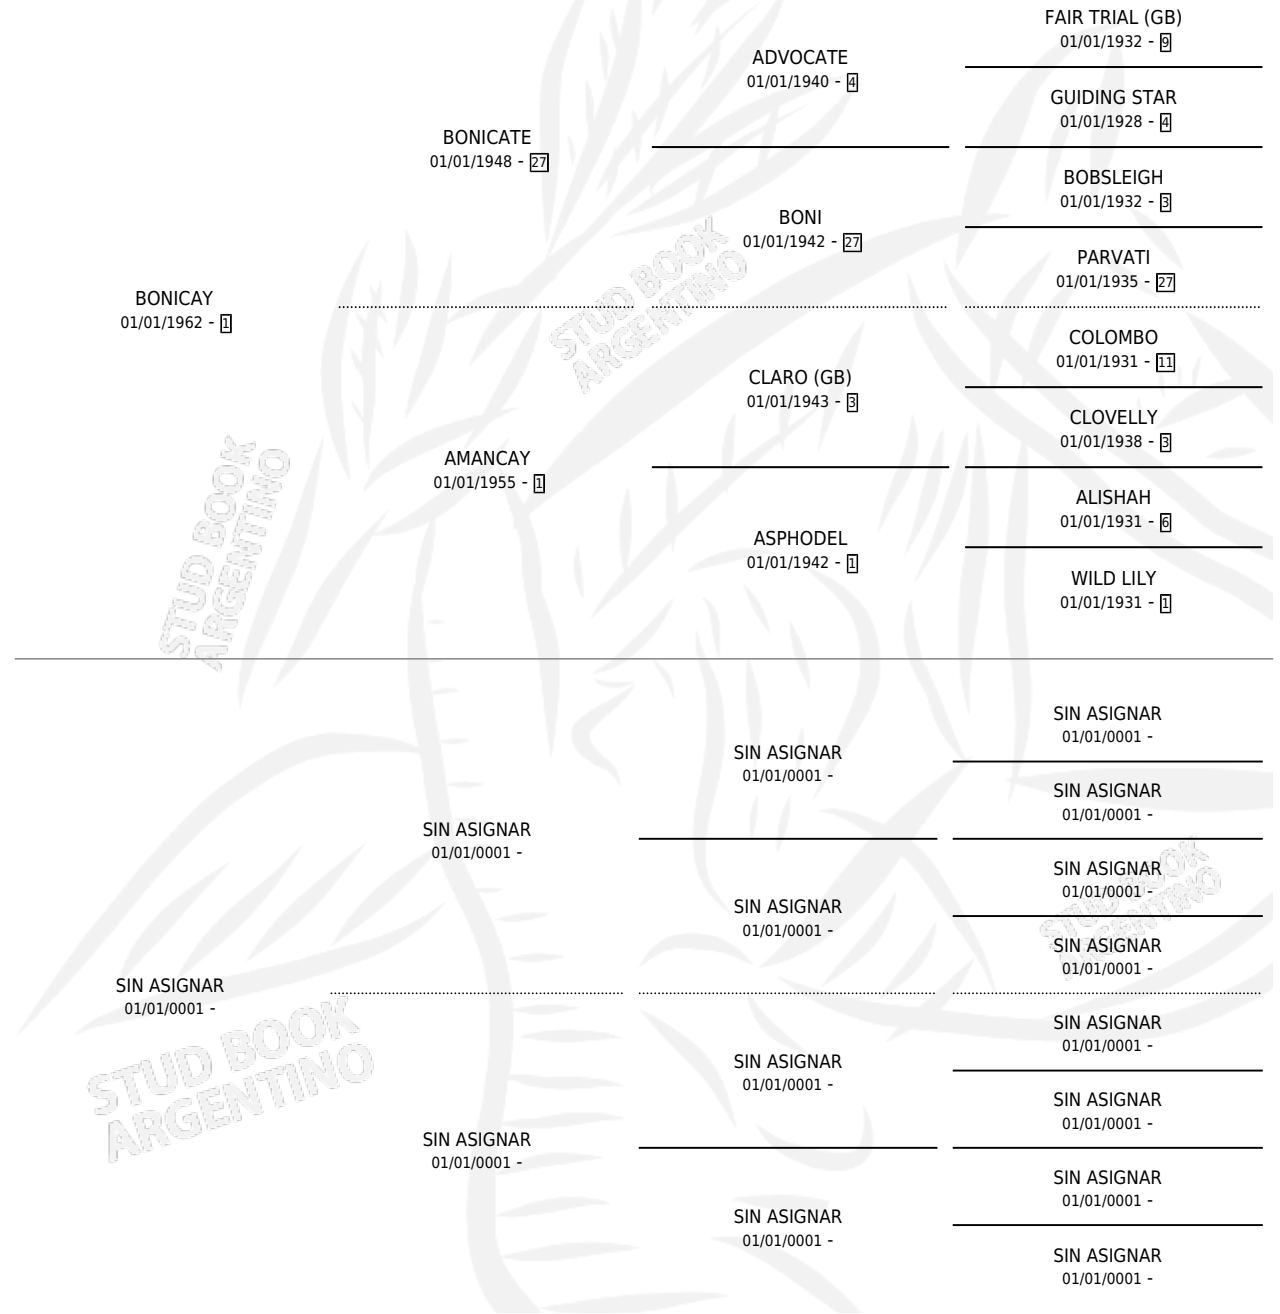 FAIR TRIAL (GB)
01/01/1932 - 9
ADVOCATE
01/01/1940 - 4
GUIDING STAR
01/01/1928 - 4
BONICATE
01/01/1948 - 27
BOBSLEIGH
01/01/1932 - 3
BONI
01/01/1942 - 27
PARVATI
01/01/1935 - 27
BONICAY
01/01/1962 - 1
COLOMBO
01/01/1931 - 11
CLARO (GB)
01/01/1943 - 3
CLOVELLY
01/01/1938 - 3
AMANCAY
01/01/1955 - 1
ALISHAH
01/01/1931 - 6
ASPHODEL
01/01/1942 - 1
WILD LILY
01/01/1931 - 1
STUD BOOK
ARGENTINO
STUD BOOK
ARGENTINO
SIN ASIGNAR
01/01/0001 -
SIN ASIGNAR
01/01/0001 -
SIN ASIGNAR
01/01/0001 -
SIN ASIGNAR
01/01/0001 -
SIN ASIGNAR
01/01/0001 -
SIN ASIGNAR
01/01/0001 -
SIN ASIGNAR
01/01/0001 -
SIN ASIGNAR
01/01/0001 -
SIN ASIGNAR
01/01/0001 -
SIN ASIGNAR
01/01/0001 -
SIN ASIGNAR
01/01/0001 -
SIN ASIGNAR
01/01/0001 -
SIN ASIGNAR
01/01/0001 -
SIN ASIGNAR
01/01/0001 -
SIN ASIGNAR
01/01/0001 -
STUD BOOK
ARGENTINO
STUD BOOK
ARGENTINO